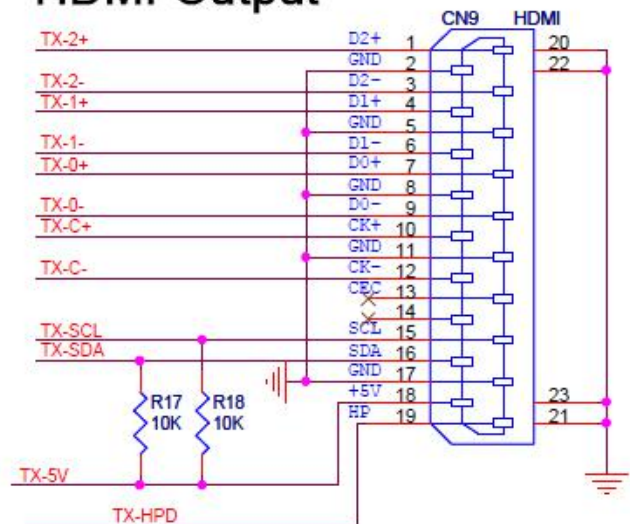 HDMI Output
CN9 HDMI
TX-2+ D2+ 1 20
GND 2 22
TX-2- D2- 3
TX-1+ D1+ 4
GND 5
TX-1- D1- 6
TX-0+ D0+ 7
GND 8
TX-0- D0- 9
TX-C+ CK+ 10
GND 11
TX-C- CK- 12
CEC 13
14
TX-SCL SCL 15
TX-SDA SDA 16
GND 17
+5V 18 23
HP 19 21
R17 R18
10K 10K
TX-5V
TX-HPD